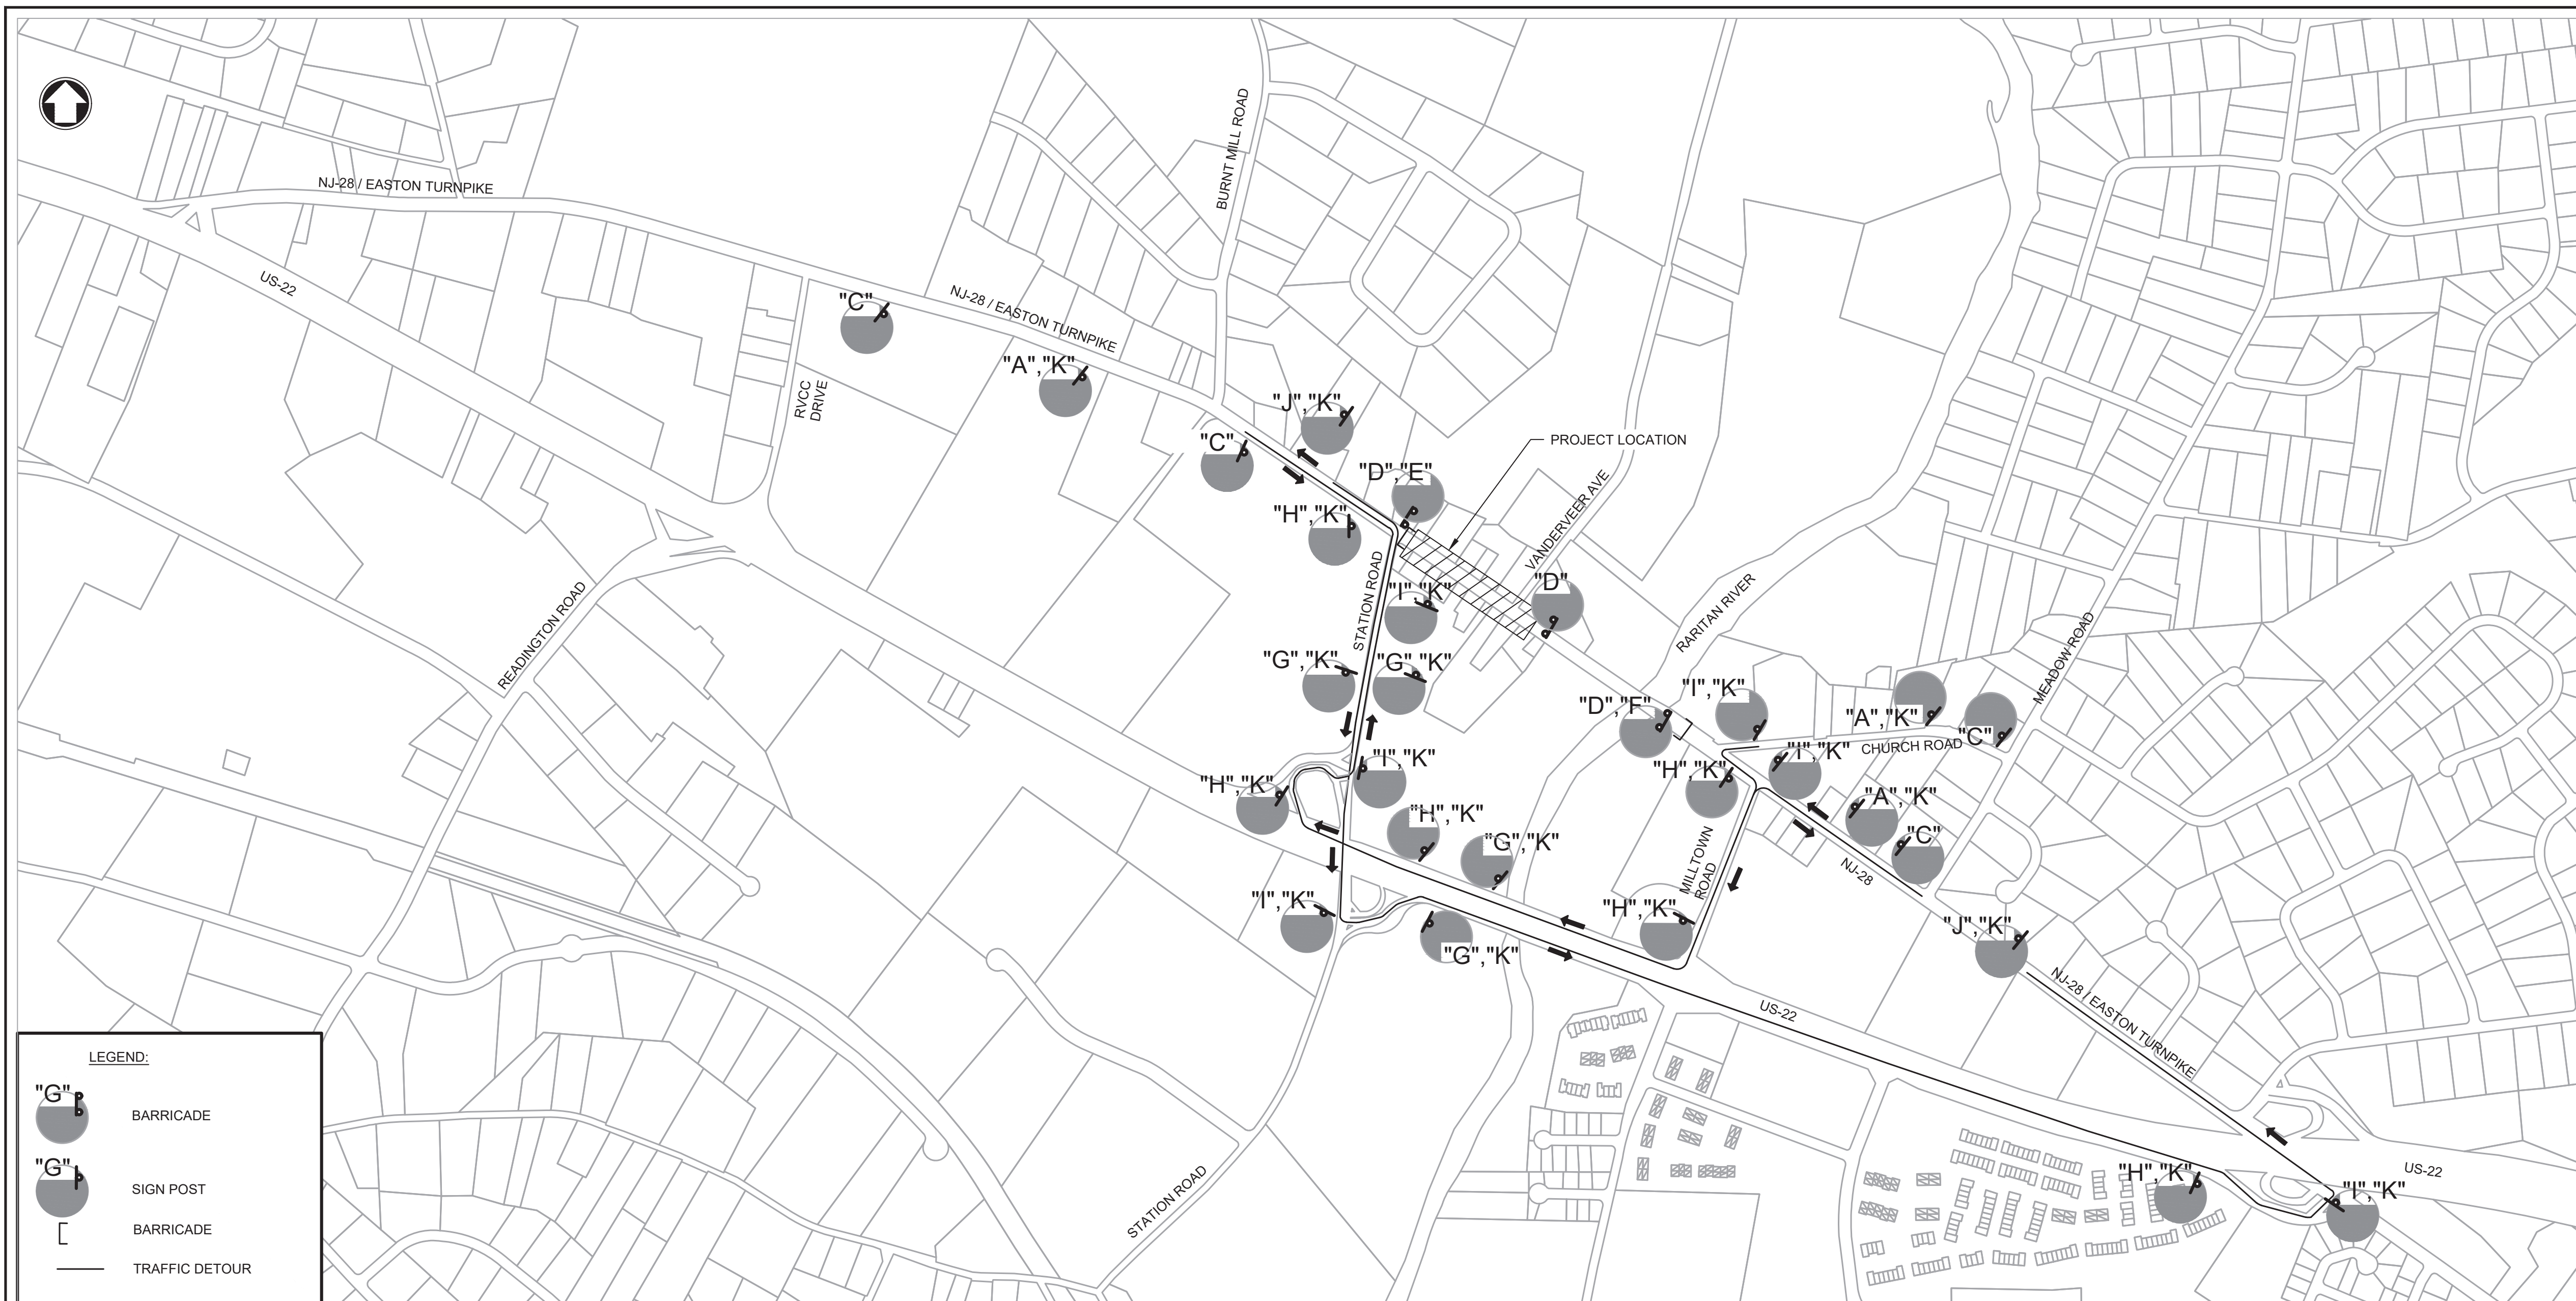 BURNT MILL ROAD
NJ-28 / EASTON TURNPIKE
US-22
"C"
NJ-28 / EASTON TURNPIKE
"A","K"
RVCC
DRIVE
"J","K"
"C"
PROJECT LOCATION
"D","E"
"H","K"
VANDERVEER AVE
STATION ROAD
"I","K"
"D"
READINGTON ROAD
RARITAN RIVER
MEADOW ROAD
"G","K"
"G","K"
"D","F"
"I","K"
"A","K"
"C"
CHURCH ROAD
"I","K"
"I","K"
"H","K"
"H","K"
"A","K"
"H","K"
"G","K"
"C"
MILL TOWN
ROAD
NJ-28
"I","K"
"H","K"
"J","K"
"G","K"
NJ-28 / EASTON TURNPIKE
US-22
LEGEND:
"G"
BARRICADE
"G"
SIGN POST
BARRICADE
TRAFFIC DETOUR
STATION ROAD
"H","K"
US-22
"I","K"